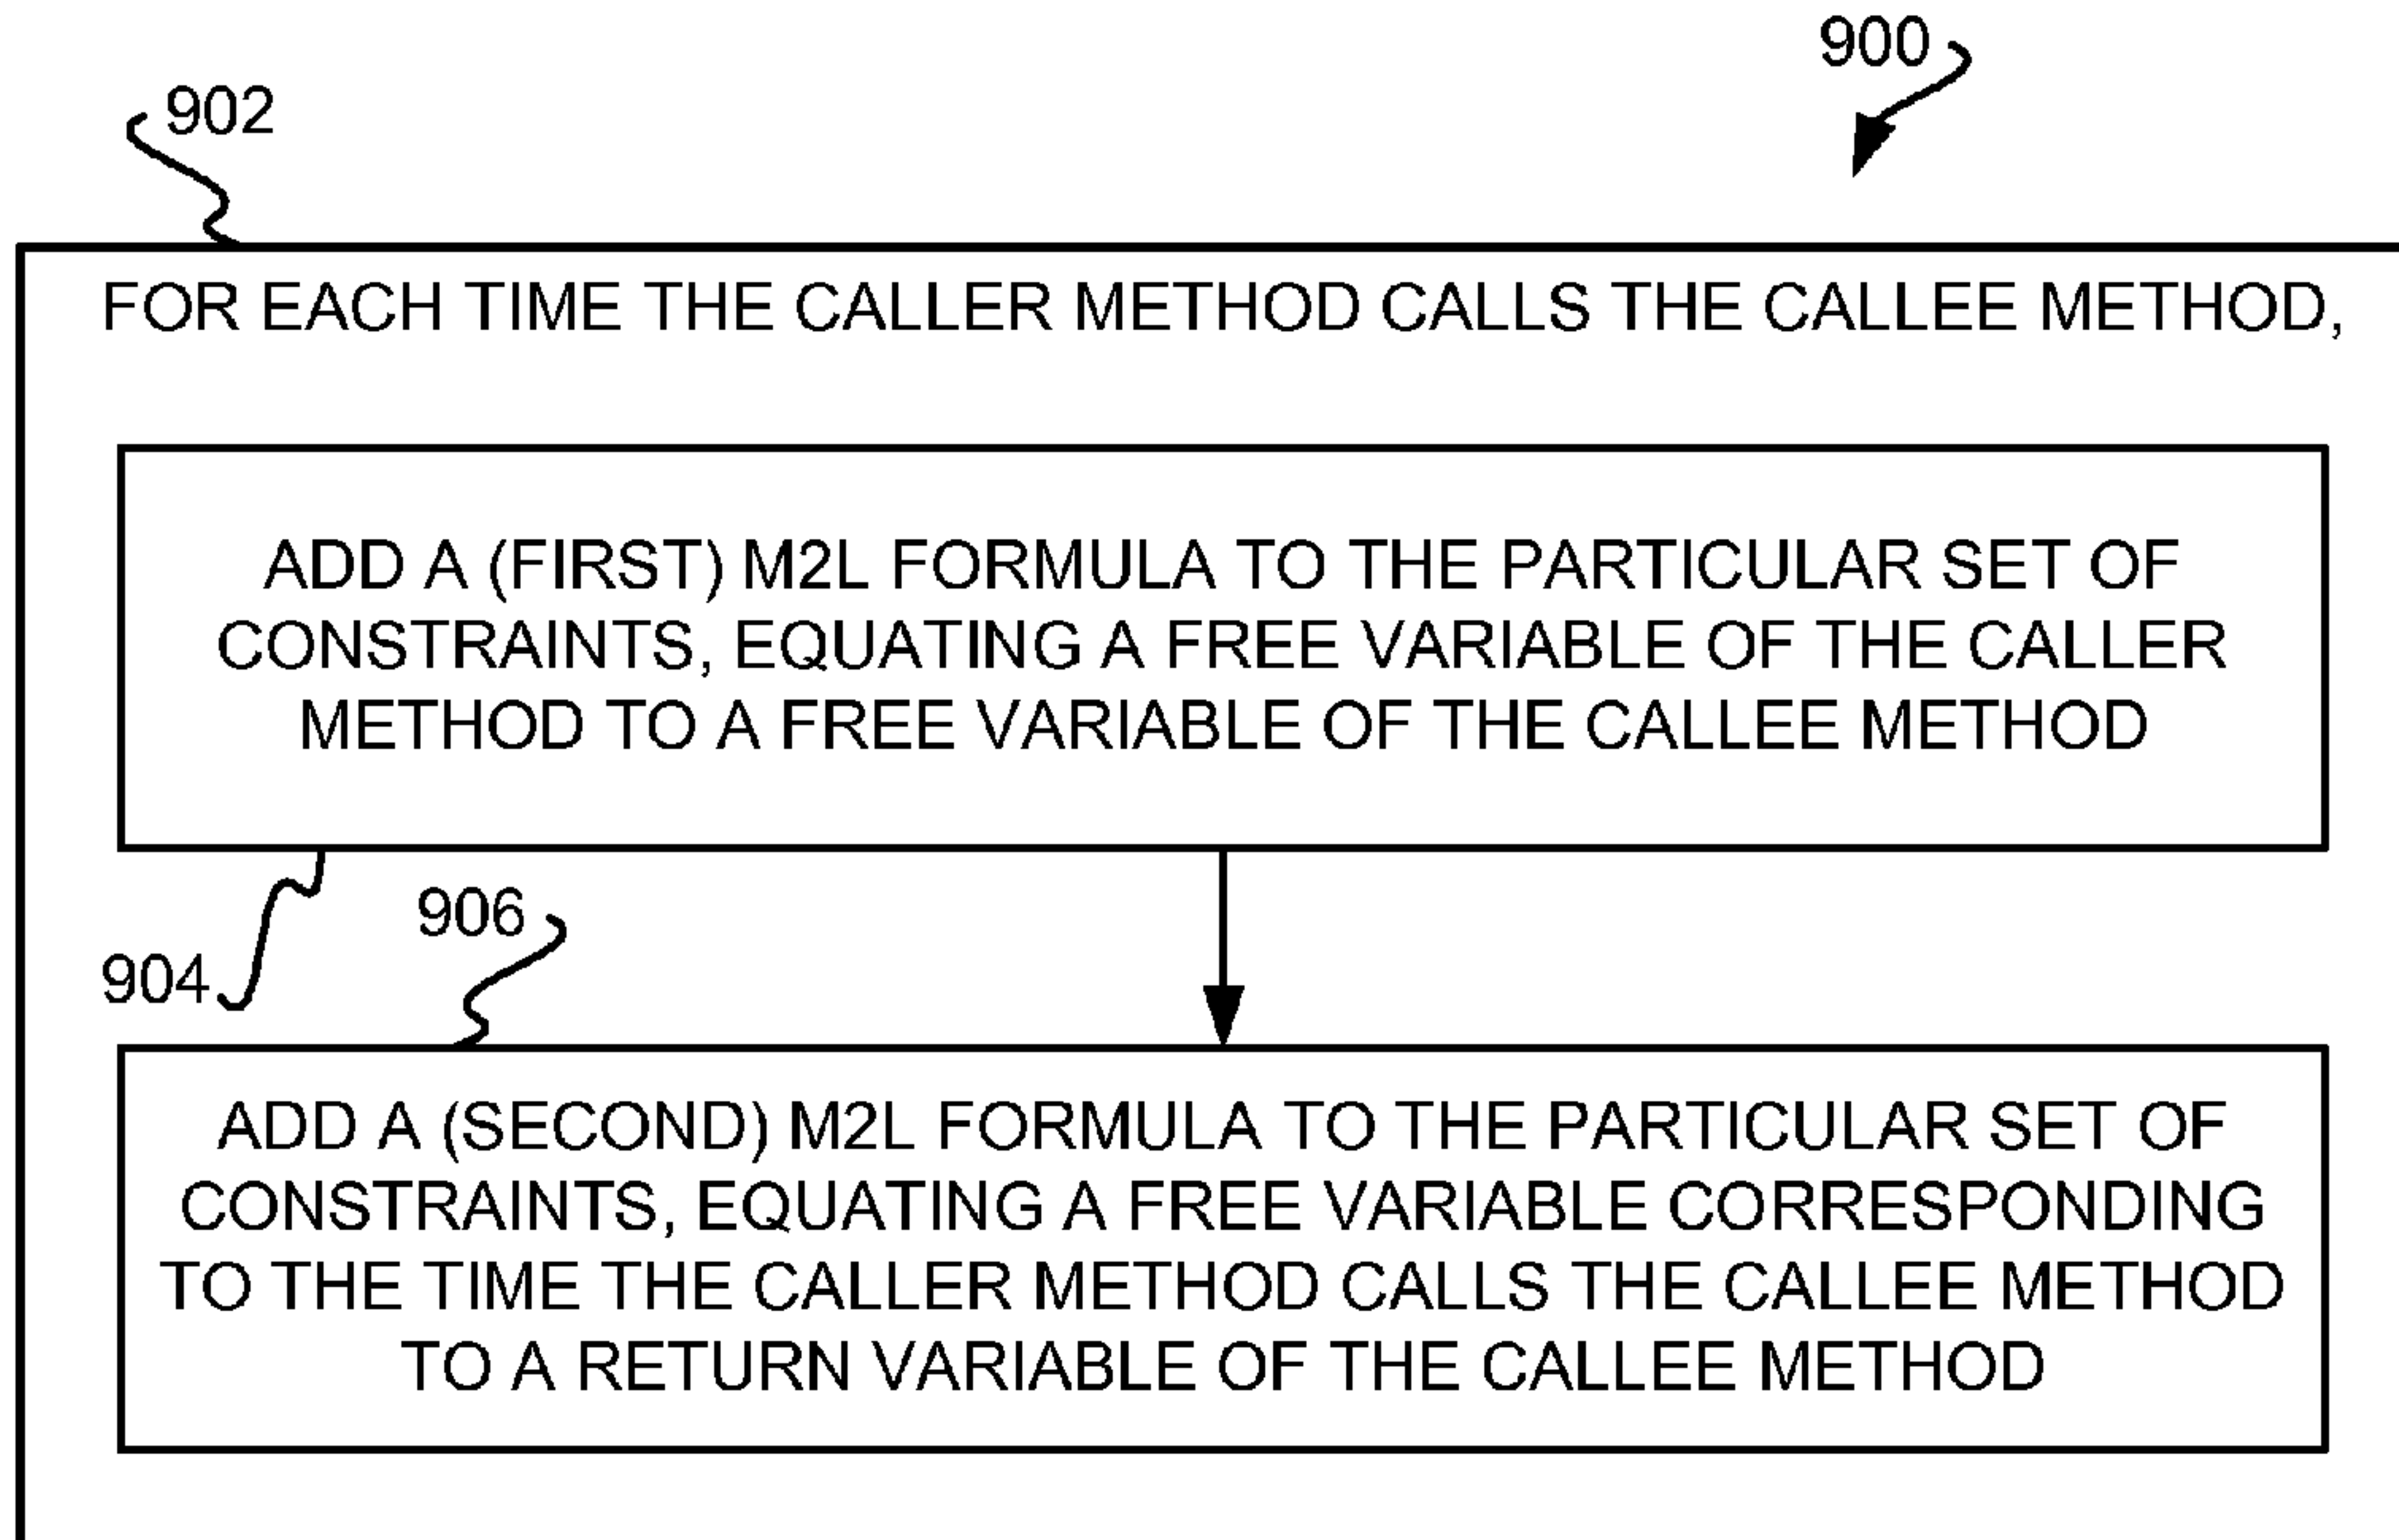 900
902
FOR EACH TIME THE CALLER METHOD CALLS THE CALLEE METHOD,
ADD A (FIRST) M2L FORMULA TO THE PARTICULAR SET OF
CONSTRAINTS, EQUATING A FREE VARIABLE OF THE CALLER
METHOD TO A FREE VARIABLE OF THE CALLEE METHOD
906
904
ADD A (SECOND) M2L FORMULA TO THE PARTICULAR SET OF
CONSTRAINTS, EQUATING A FREE VARIABLE CORRESPONDING
TO THE TIME THE CALLER METHOD CALLS THE CALLEE METHOD
TO A RETURN VARIABLE OF THE CALLEE METHOD